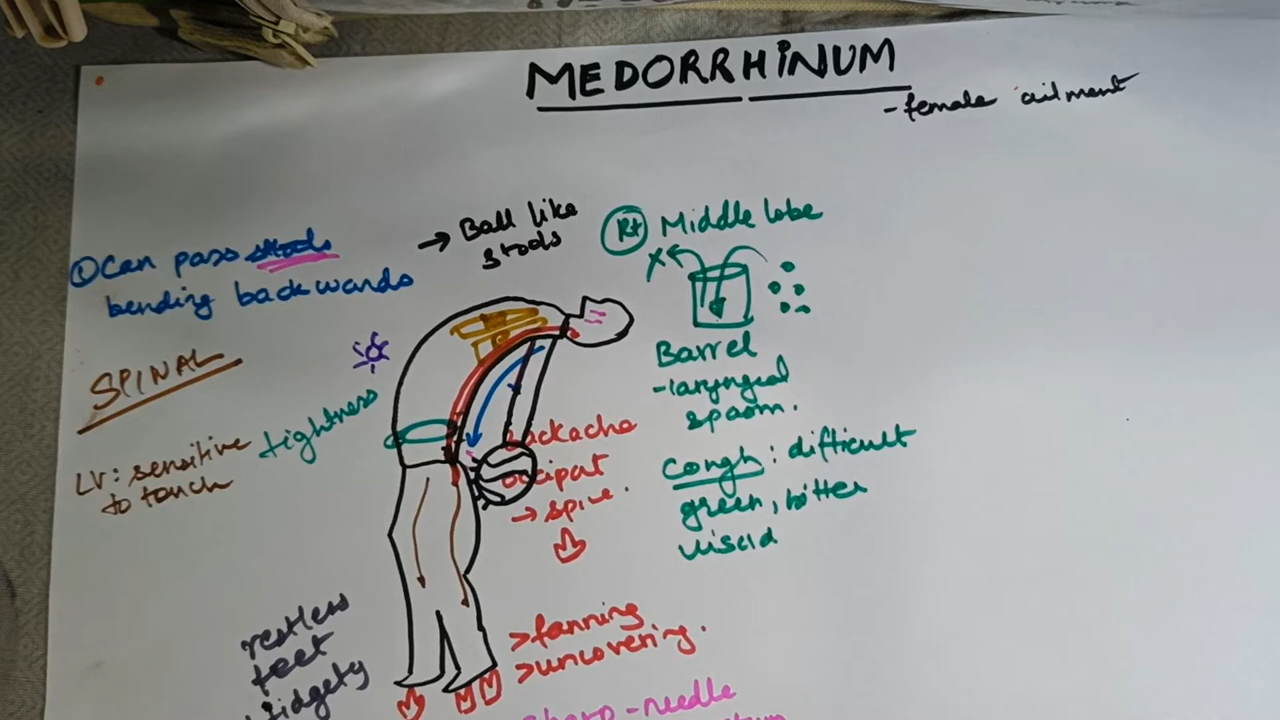 MEDORRHINUM
- female ailment
① Can pass stools
bending backwards
→ Ball like
stools
Rt Middle lobe
X
Barrel
- laryngeal
spasm.
Cough : difficult
green, bitter
viscid
SPINAL
LV: sensitive
to touch
tightness
backache
occiput
→ spine.
restless
feet
fidgety
>fanning
>uncovering.
sharp - needle